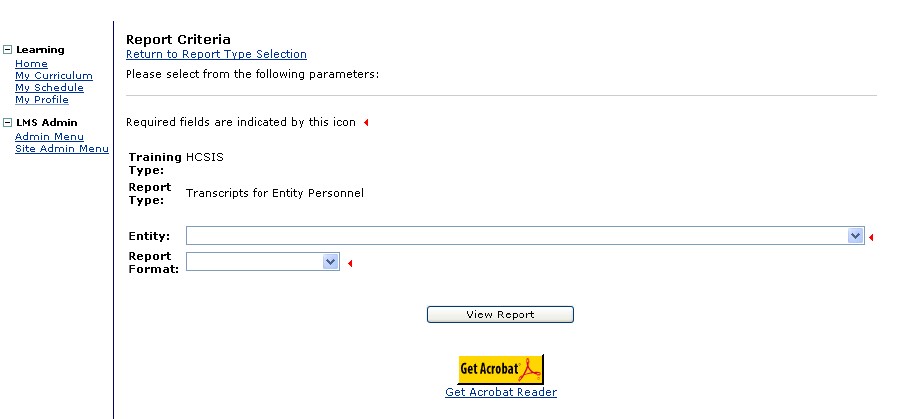 Learning
Home
My Curriculum
My Schedule
My Profile
LMS Admin
Admin Menu
Site Admin Menu
Report Criteria
Return to Report Type Selection
Please select from the following parameters:
Required fields are indicated by this icon
Training Type: HCSIS
Report Type: Transcripts for Entity Personnel
Entity:
Report Format:
View Report
Get Acrobat
Get Acrobat Reader